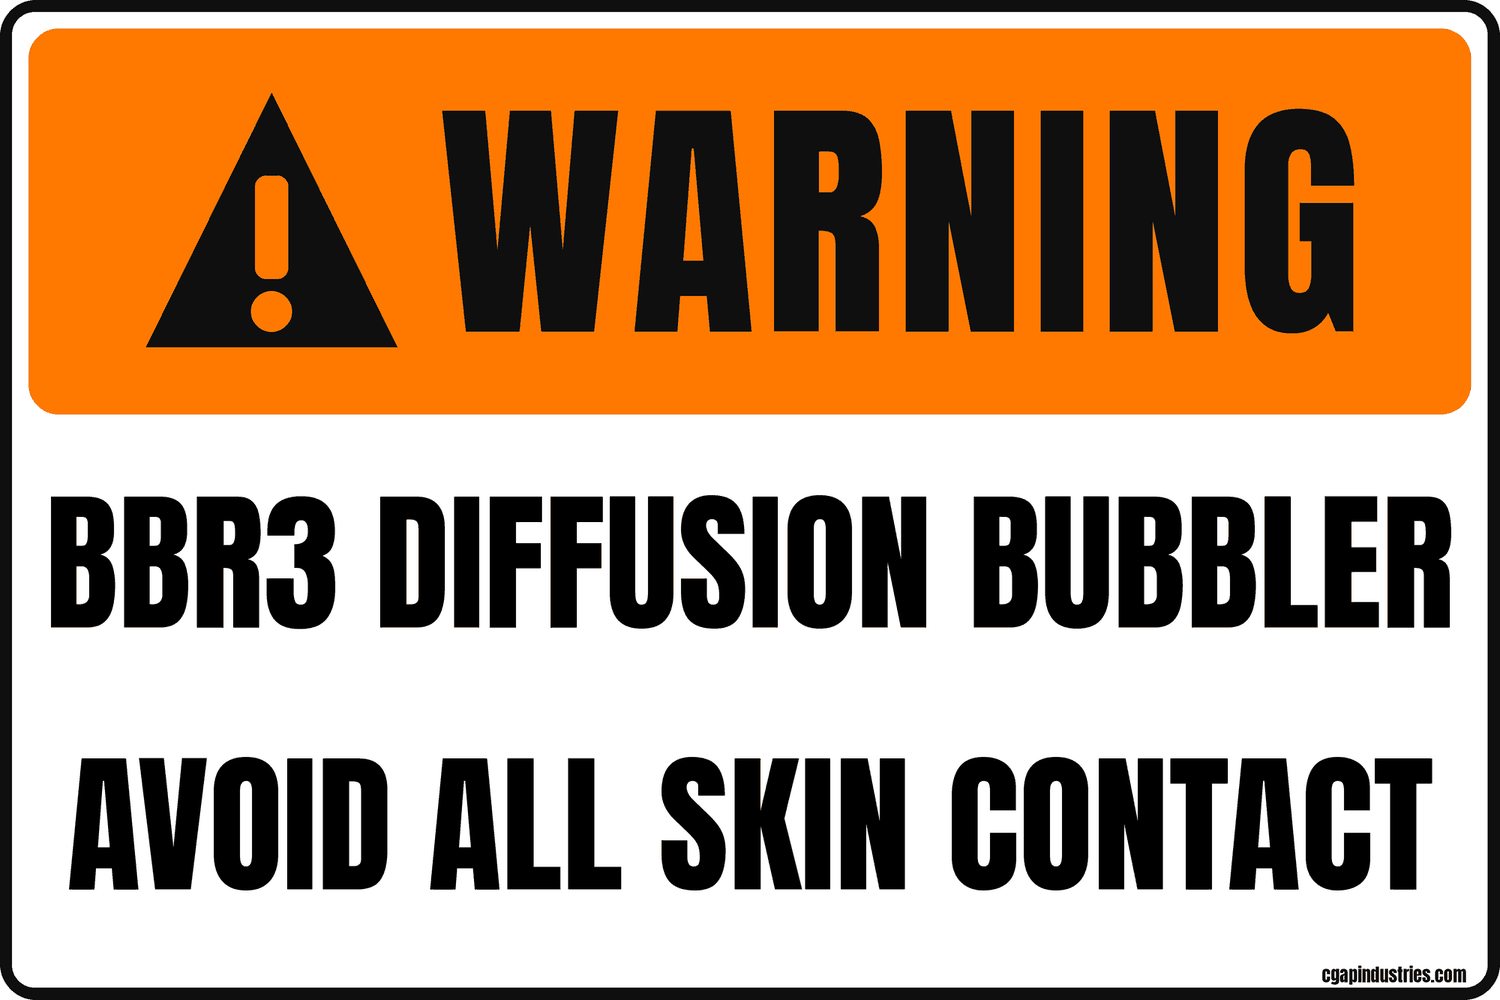 WARNING
BBR3 DIFFUSION BUBBLER
AVOID ALL SKIN CONTACT
cgapindustries.com